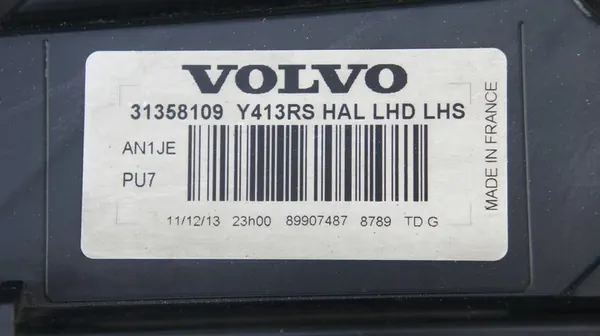 VOLVO
31358109 Y413RS HAL LHD LHS
AN1JE
PU7
11/12/13 23h00 89907487 8789 TD G
MADE IN FRANCE